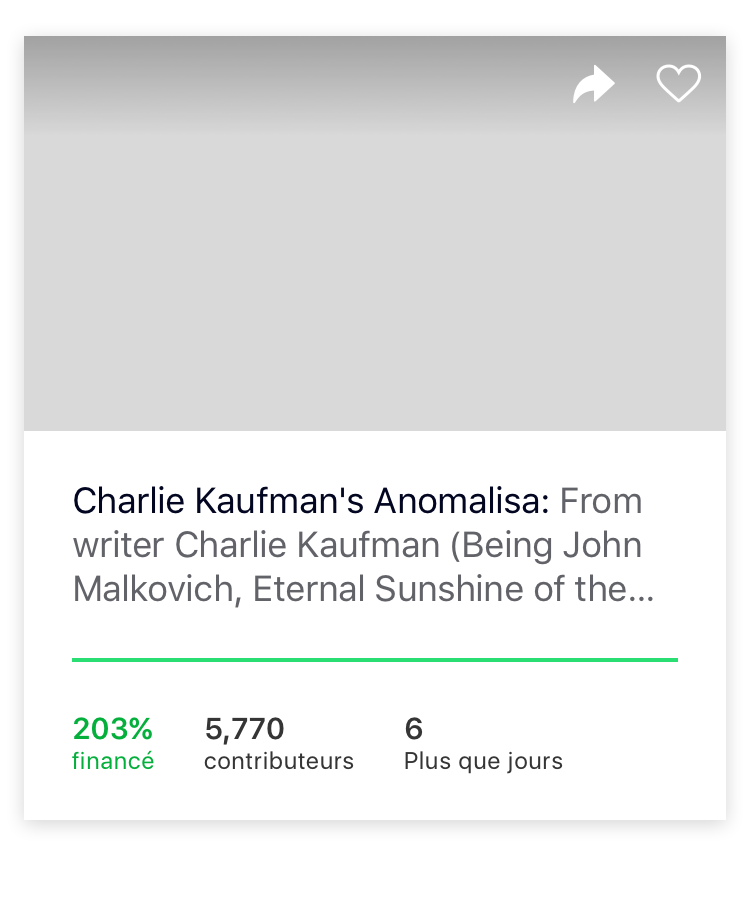 Charlie Kaufman's Anomalisa: From
writer Charlie Kaufman (Being John
Malkovich, Eternal Sunshine of the...
203% 5,770 6
financé contributeurs Plus que jours